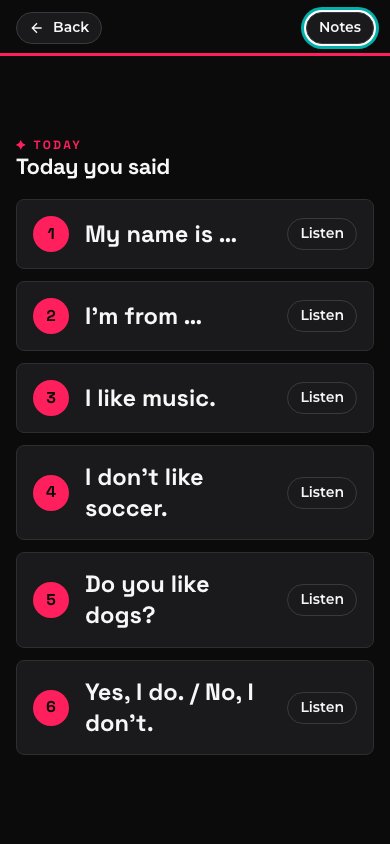 Back
Notes
TODAY
Today you said
1 My name is ... Listen
2 I'm from ... Listen
3 I like music. Listen
4 I don't like
soccer. Listen
5 Do you like
dogs? Listen
6 Yes, I do. / No, I
don't. Listen